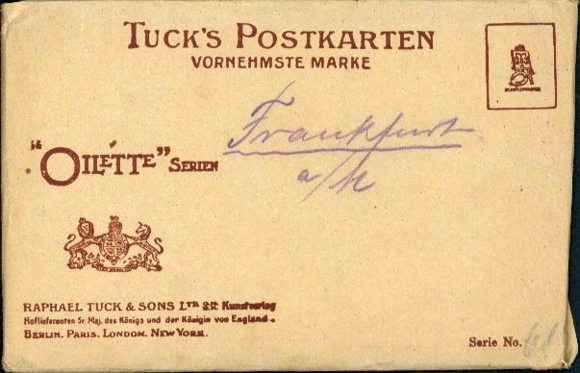 TUCK'S POSTKARTEN
VORNEHMSTE MARKE
Frankfurt
a/M
"OILETTE" SERIEN
RAPHAEL TUCK & SONS LTD Kunstverlag
Hoflieferanten Sr. Maj. des Königs und der Königin von England.
BERLIN. PARIS. LONDON. NEW YORK.
Serie No.